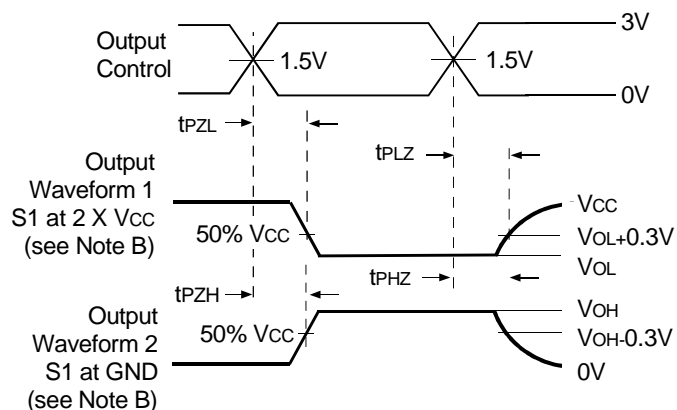 3V
Output
Control
1.5V
1.5V
0V
tPZL
tPLZ
Output
Waveform 1
S1 at 2 X VCC
(see Note B)
50% VCC
VCC
VOL+0.3V
VOL
tPZH
tPHZ
Output
Waveform 2
S1 at GND
(see Note B)
50% VCC
VOH
VOH-0.3V
0V